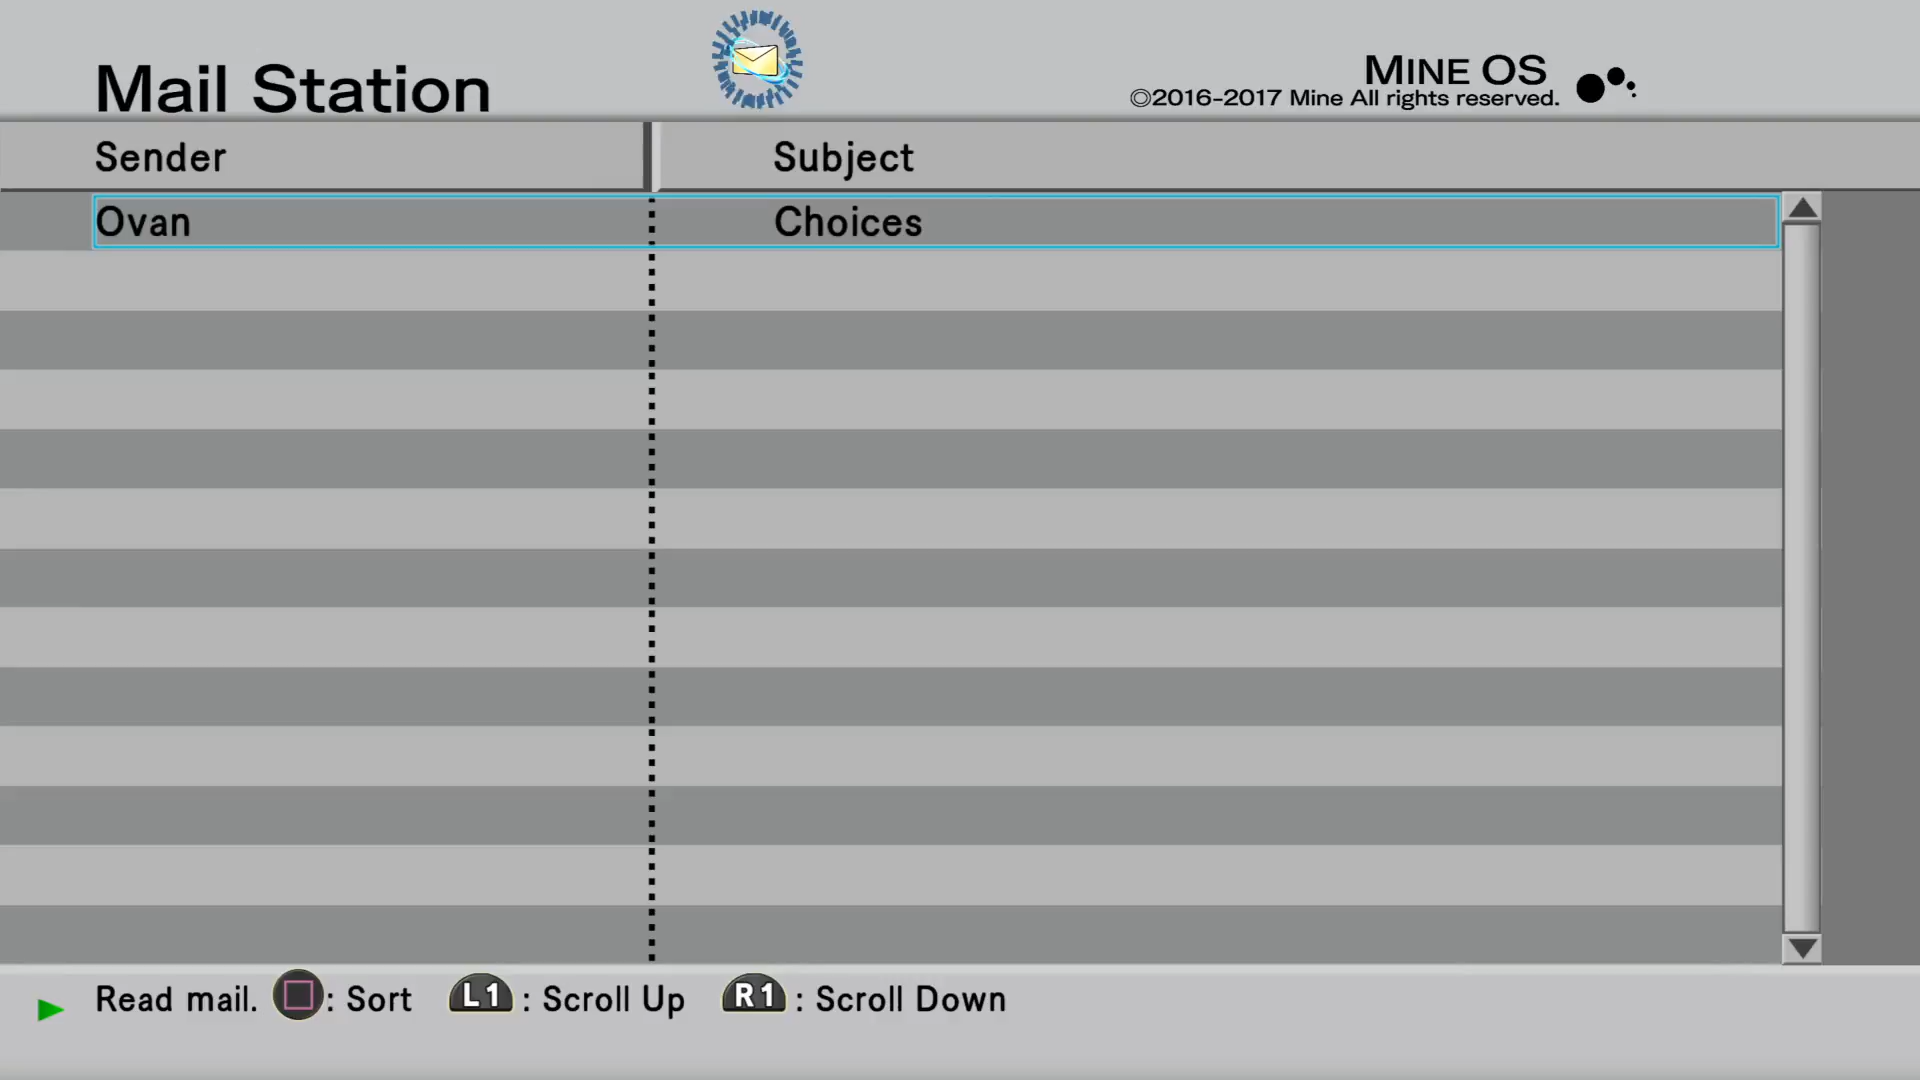 Mail Station
MINE OS
©2016-2017 Mine All rights reserved.
Sender Subject
Ovan Choices
Read mail. : Sort L1 : Scroll Up R1 : Scroll Down